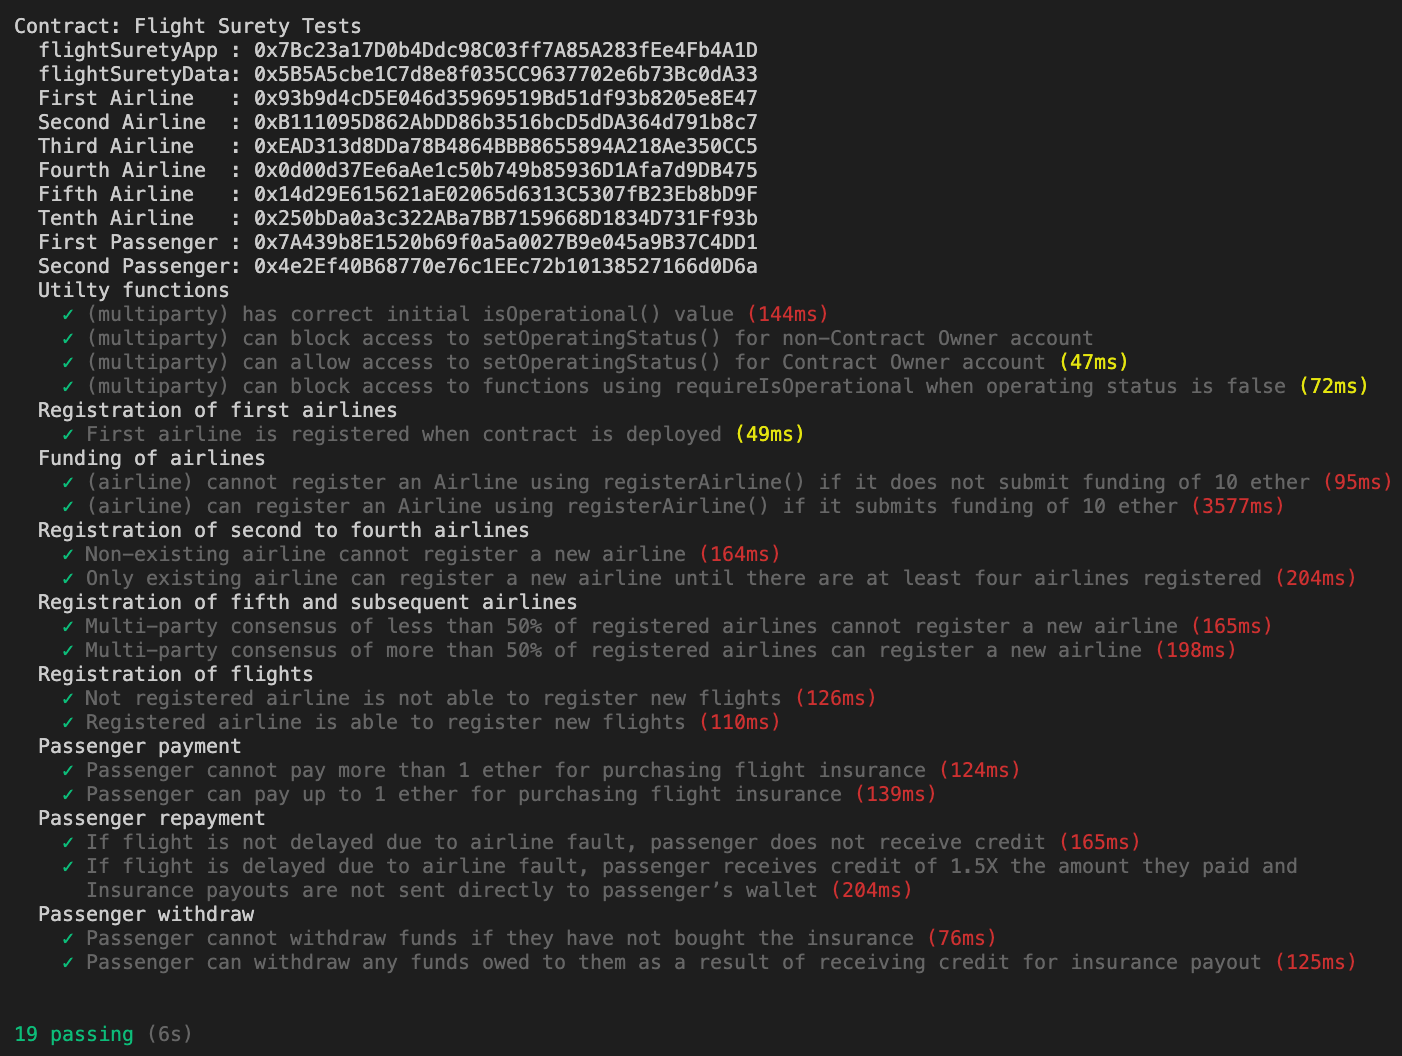 Contract: Flight Surety Tests
flightSuretyApp : 0x7Bc23a17D0b4Ddc98C03ff7A85A283fEe4Fb4A1D
flightSuretyData: 0x5B5A5cbe1C7d8e8f035CC9637702e6b73Bc0dA33
First Airline   : 0x93b9d4cD5E046d35969519Bd51df93b8205e8E47
Second Airline  : 0xB111095D862AbDD86b3516bcD5dDA364d791b8c7
Third Airline   : 0xEAD313d8DDa78B4864BBB8655894A218Ae350CC5
Fourth Airline  : 0x0d00d37Ee6aAe1c50b749b85936D1Afa7d9DB475
Fifth Airline   : 0x14d29E615621aE02065d6313C5307fB23Eb8bD9F
Tenth Airline   : 0x250bDa0a3c322ABa7BB7159668D1834D731Ff93b
First Passenger : 0x7A439b8E1520b69f0a5a0027B9e045a9B37C4DD1
Second Passenger: 0x4e2Ef40B68770e76c1EEc72b10138527166d0D6a
Utilty functions
✓ (multiparty) has correct initial isOperational() value (144ms)
✓ (multiparty) can block access to setOperatingStatus() for non-Contract Owner account
✓ (multiparty) can allow access to setOperatingStatus() for Contract Owner account (47ms)
✓ (multiparty) can block access to functions using requireIsOperational when operating status is false (72ms)
Registration of first airlines
✓ First airline is registered when contract is deployed (49ms)
Funding of airlines
✓ (airline) cannot register an Airline using registerAirline() if it does not submit funding of 10 ether (95ms)
✓ (airline) can register an Airline using registerAirline() if it submits funding of 10 ether (3577ms)
Registration of second to fourth airlines
✓ Non-existing airline cannot register a new airline (164ms)
✓ Only existing airline can register a new airline until there are at least four airlines registered (204ms)
Registration of fifth and subsequent airlines
✓ Multi-party consensus of less than 50% of registered airlines cannot register a new airline (165ms)
✓ Multi-party consensus of more than 50% of registered airlines can register a new airline (198ms)
Registration of flights
✓ Not registered airline is not able to register new flights (126ms)
✓ Registered airline is able to register new flights (110ms)
Passenger payment
✓ Passenger cannot pay more than 1 ether for purchasing flight insurance (124ms)
✓ Passenger can pay up to 1 ether for purchasing flight insurance (139ms)
Passenger repayment
✓ If flight is not delayed due to airline fault, passenger does not receive credit (165ms)
✓ If flight is delayed due to airline fault, passenger receives credit of 1.5X the amount they paid and
Insurance payouts are not sent directly to passenger’s wallet (204ms)
Passenger withdraw
✓ Passenger cannot withdraw funds if they have not bought the insurance (76ms)
✓ Passenger can withdraw any funds owed to them as a result of receiving credit for insurance payout (125ms)
19 passing (6s)